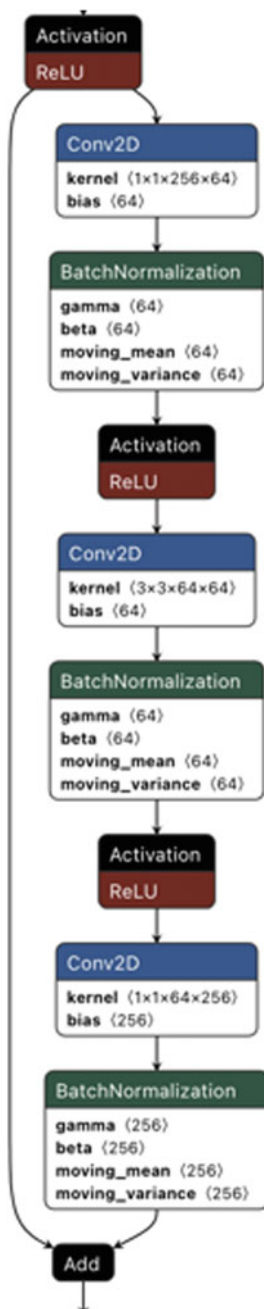 Activation
ReLU
Conv2D
kernel ⟨1×1×256×64⟩
bias ⟨64⟩
BatchNormalization
gamma ⟨64⟩
beta ⟨64⟩
moving_mean ⟨64⟩
moving_variance ⟨64⟩
Activation
ReLU
Conv2D
kernel ⟨3×3×64×64⟩
bias ⟨64⟩
BatchNormalization
gamma ⟨64⟩
beta ⟨64⟩
moving_mean ⟨64⟩
moving_variance ⟨64⟩
Activation
ReLU
Conv2D
kernel ⟨1×1×64×256⟩
bias ⟨256⟩
BatchNormalization
gamma ⟨256⟩
beta ⟨256⟩
moving_mean ⟨256⟩
moving_variance ⟨256⟩
Add